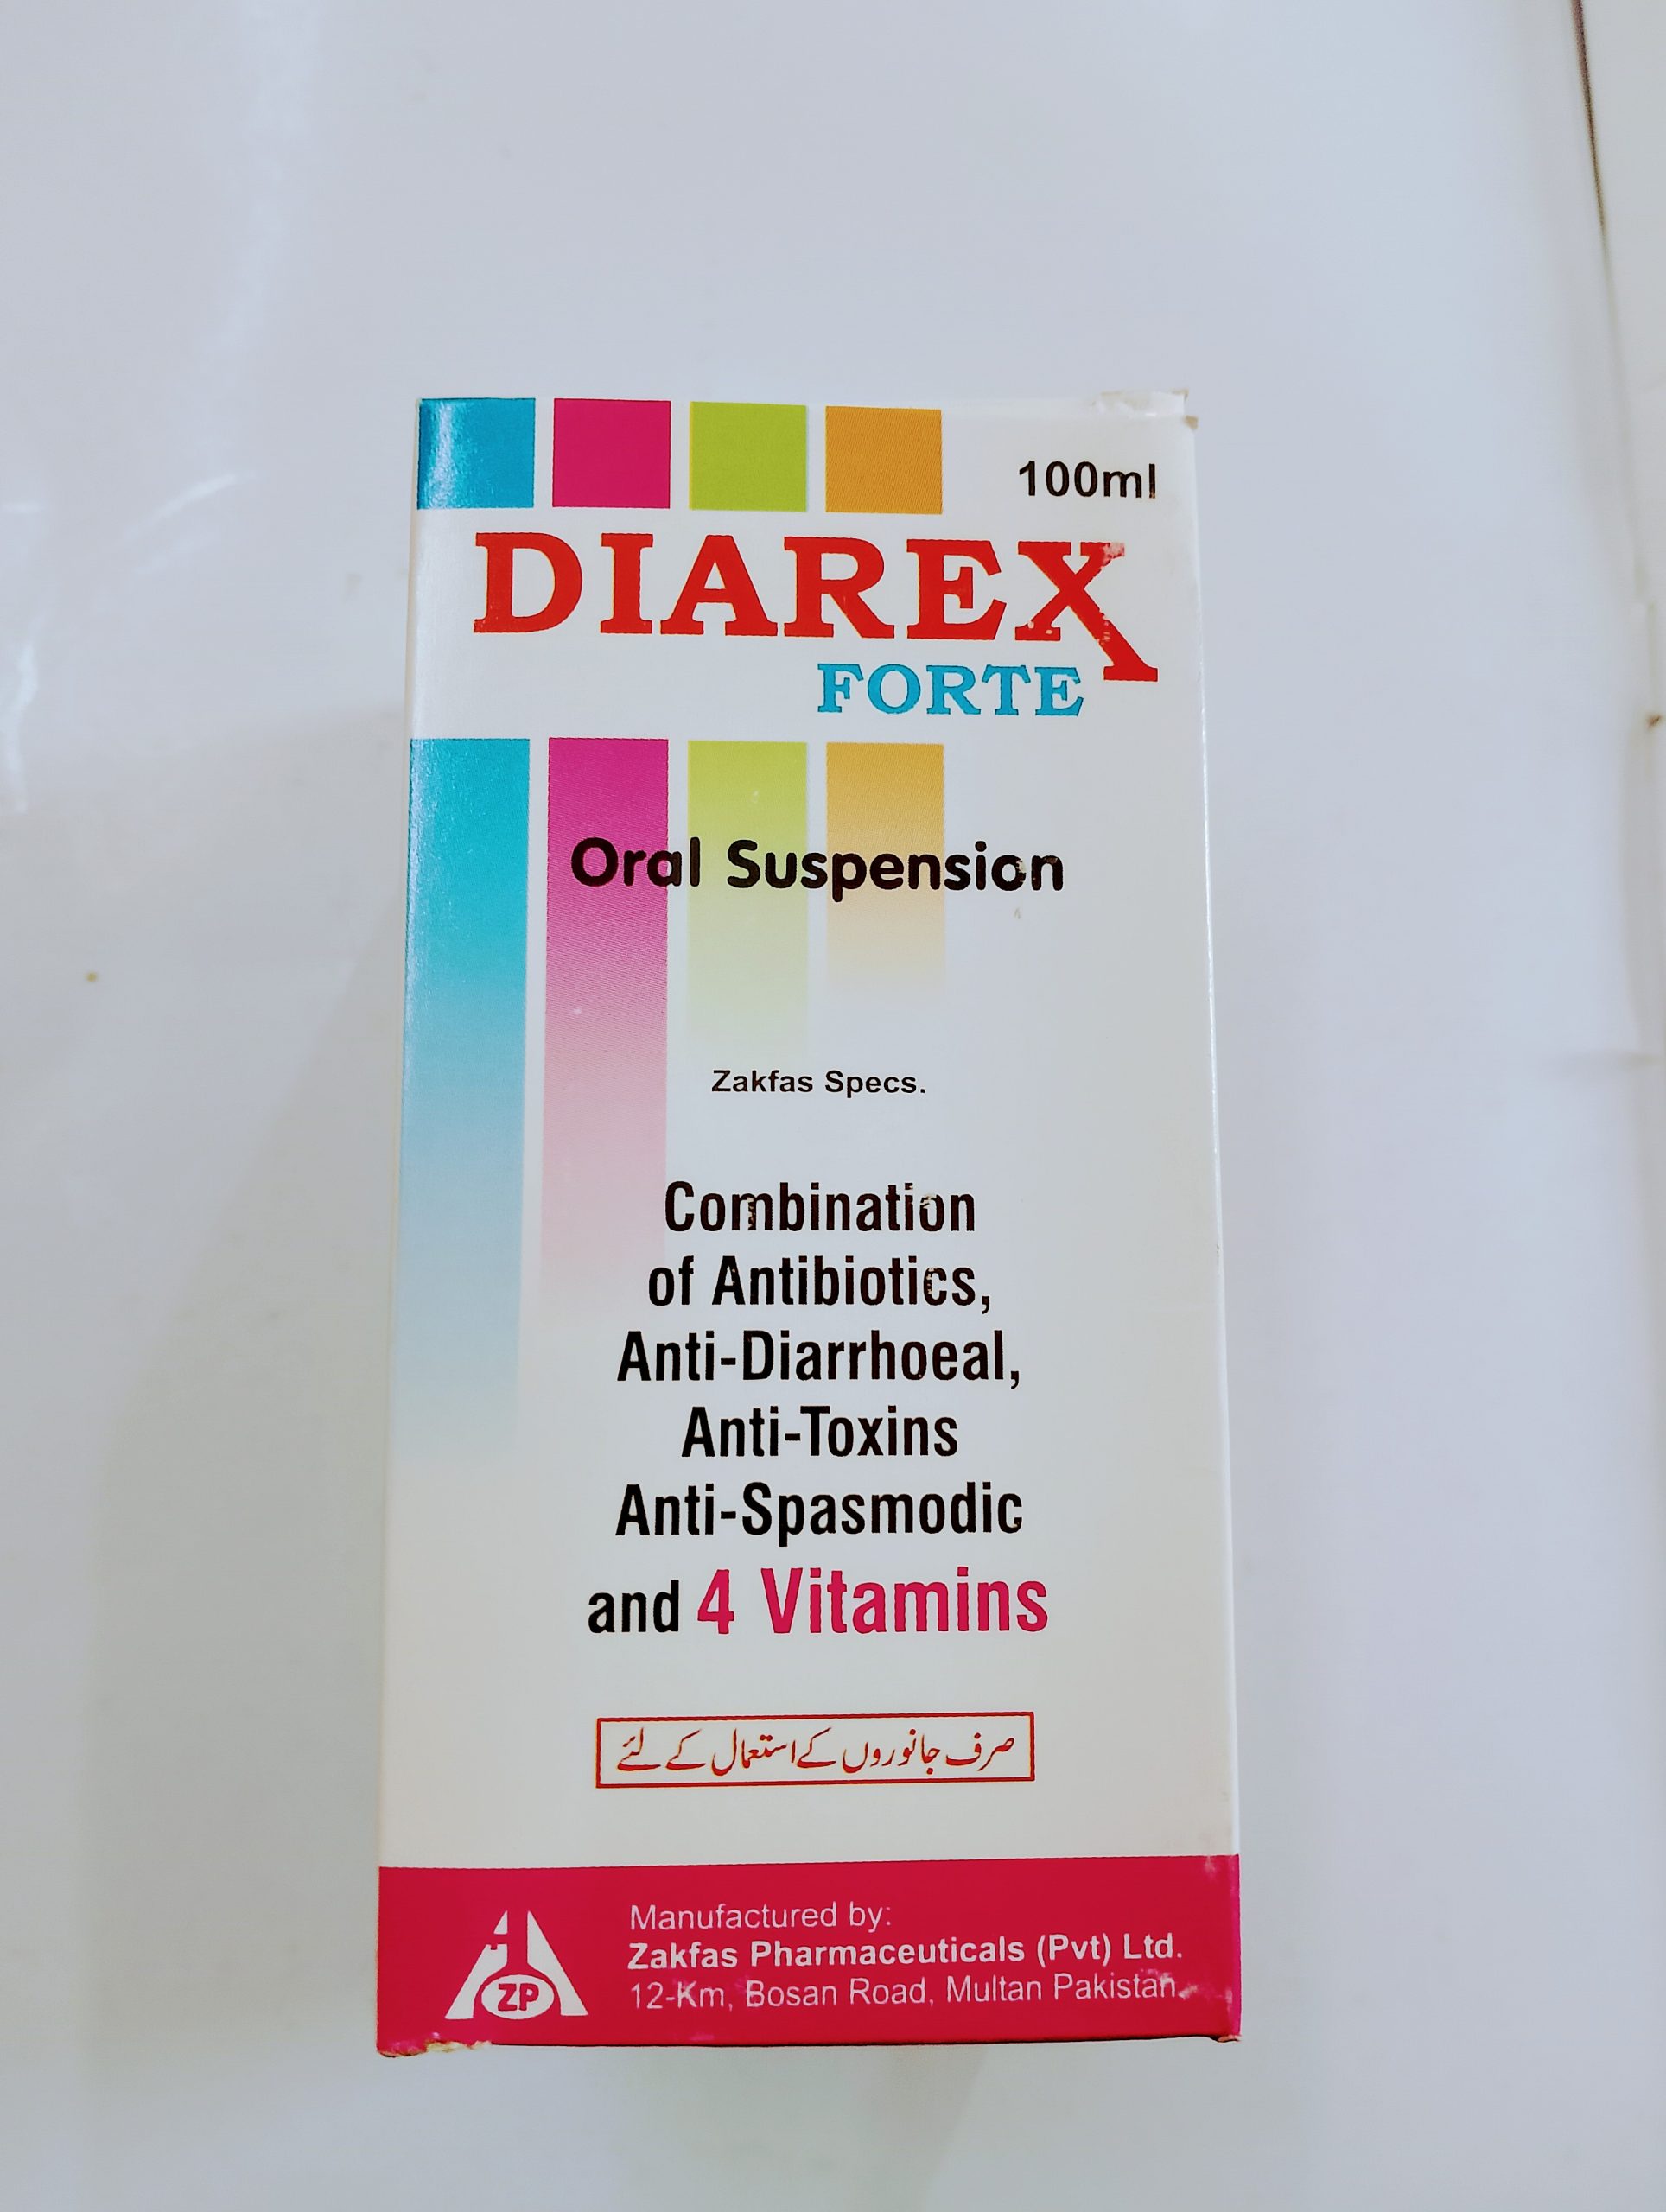 100ml
DIAREX
FORTE
Oral Suspension
Zakfas Specs.
Combination
of Antibiotics,
Anti-Diarrhoeal,
Anti-Toxins
Anti-Spasmodic
and 4 Vitamins
صرف جانوروں کے استعمال کے لئے
ZP
Manufactured by:
Zakfas Pharmaceuticals (Pvt) Ltd.
12-Km, Bosan Road, Multan Pakistan.